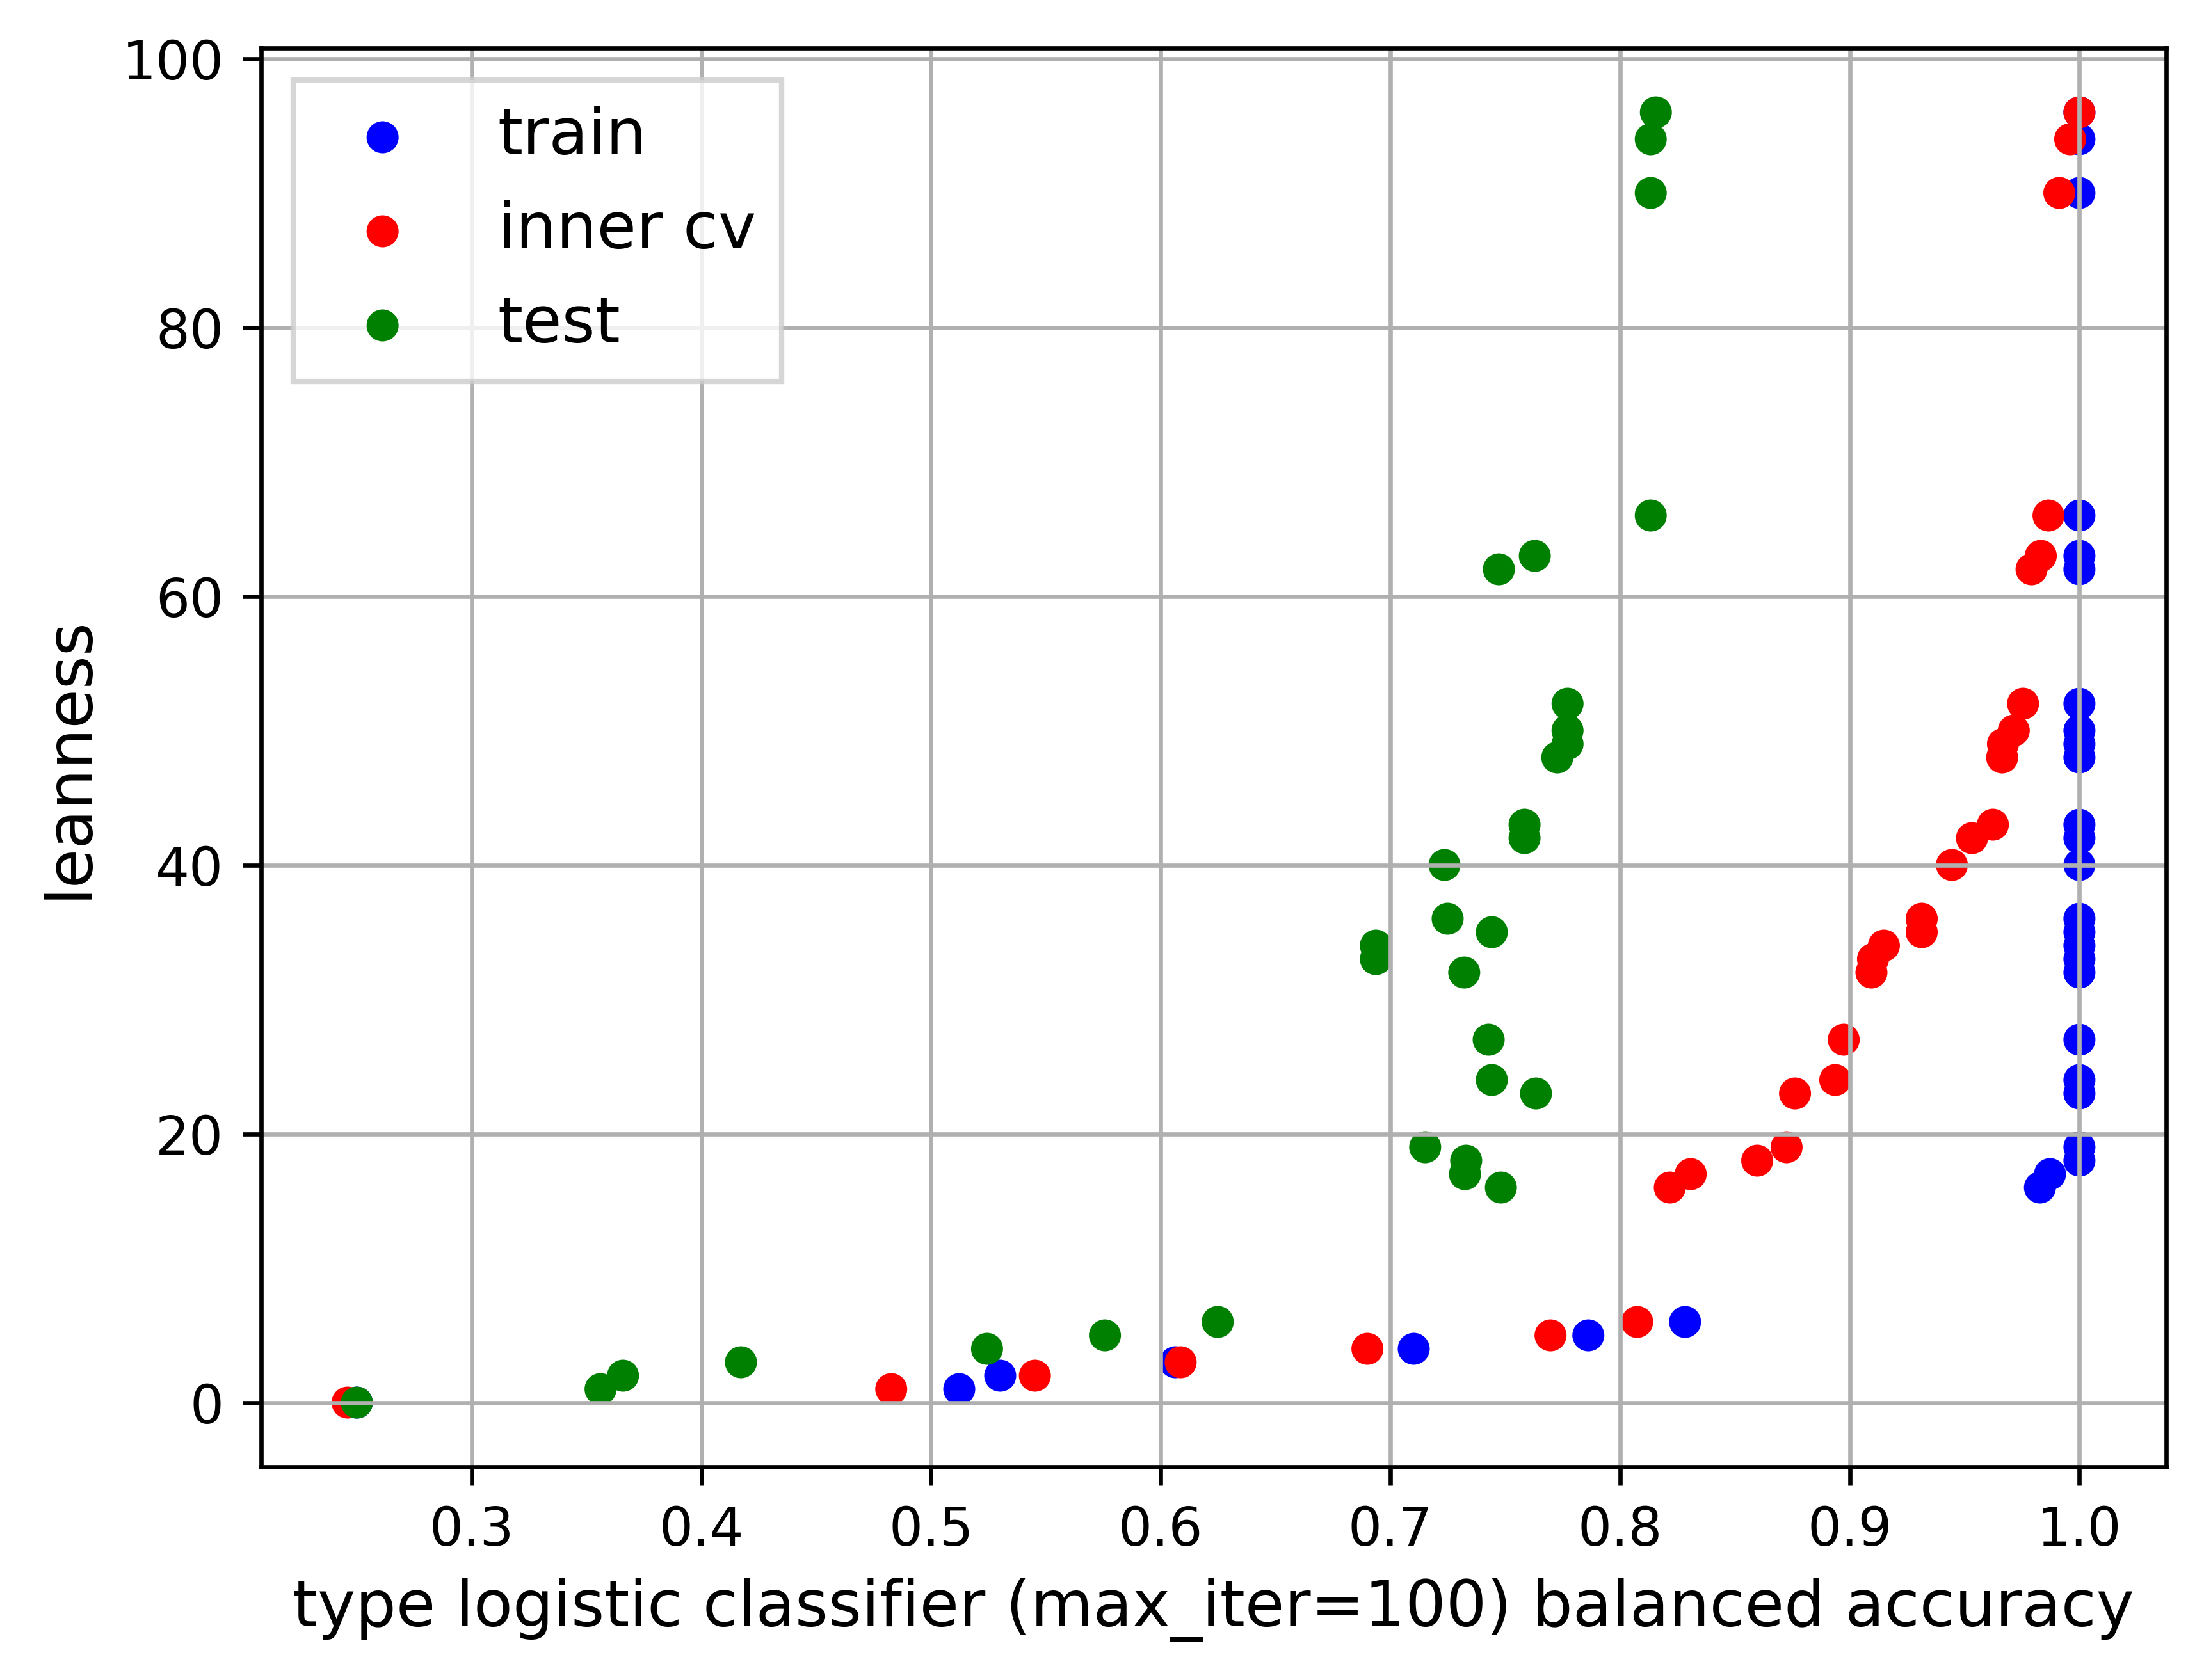 100
80
60
40
20
0
leanness
train
inner cv
test
0.3 0.4 0.5 0.6 0.7 0.8 0.9 1.0
type logistic classifier (max_iter=100) balanced accuracy